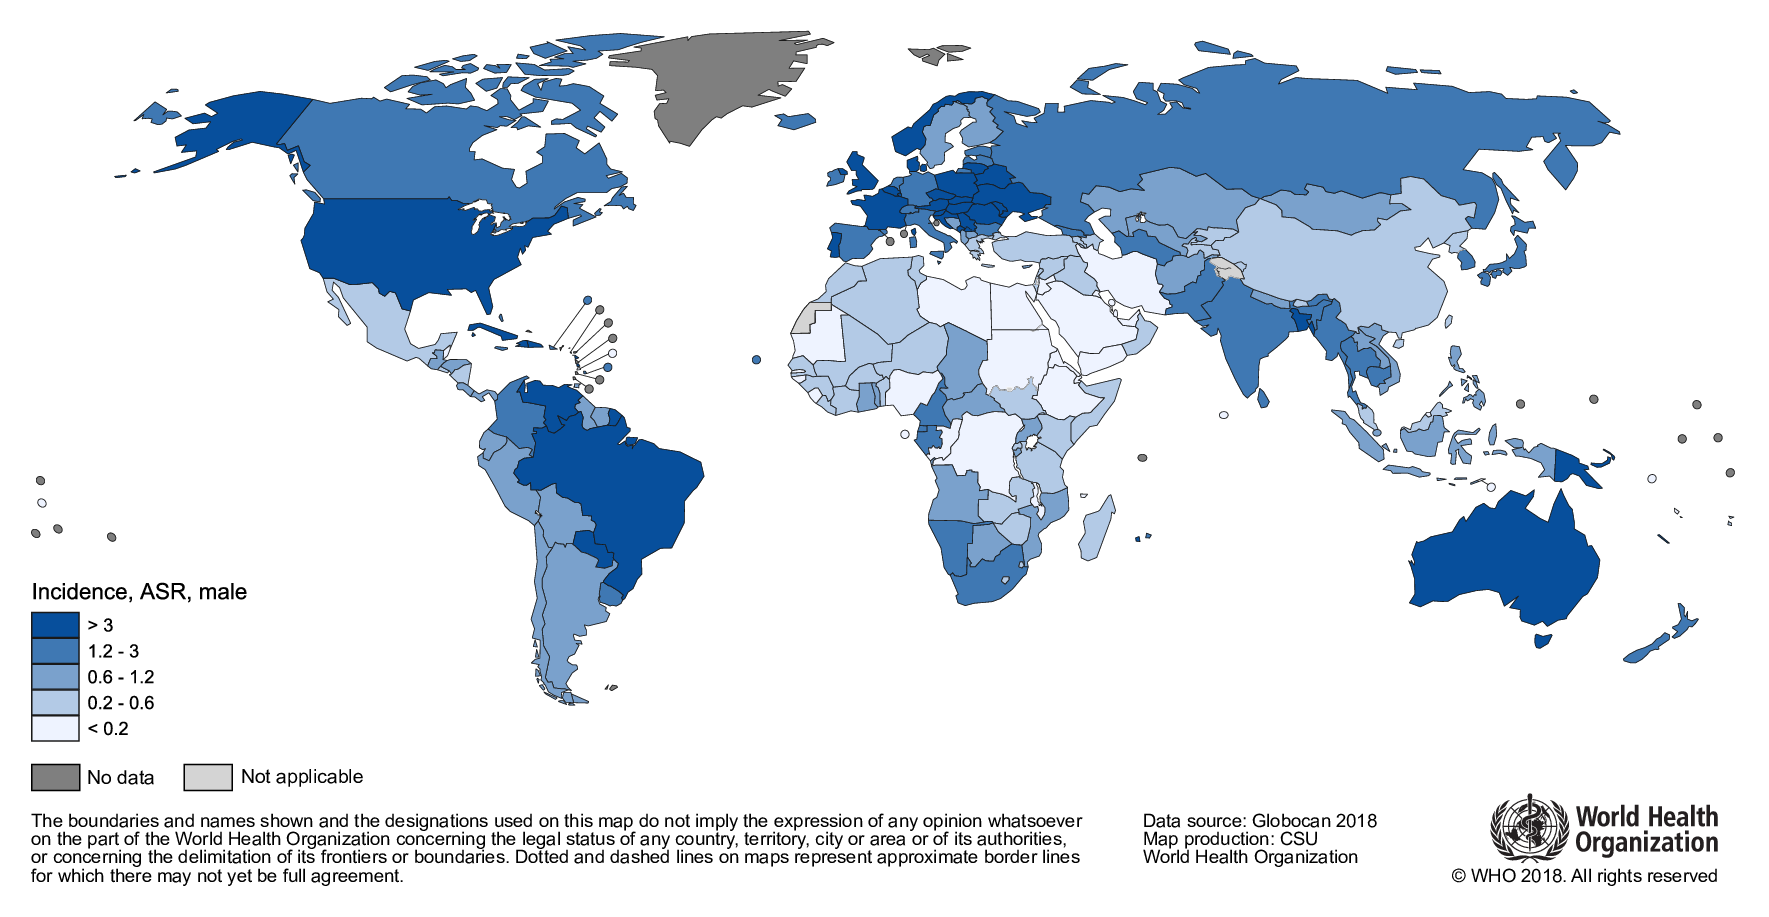 Incidence, ASR, male
> 3
1.2 - 3
0.6 - 1.2
0.2 - 0.6
< 0.2
No data
Not applicable
The boundaries and names shown and the designations used on this map do not imply the expression of any opinion whatsoever
on the part of the World Health Organization concerning the legal status of any country, territory, city or area or of its authorities,
or concerning the delimitation of its frontiers or boundaries. Dotted and dashed lines on maps represent approximate border lines
for which there may not yet be full agreement.
Data source: Globocan 2018
Map production: CSU
World Health Organization
World Health
Organization
© WHO 2018. All rights reserved